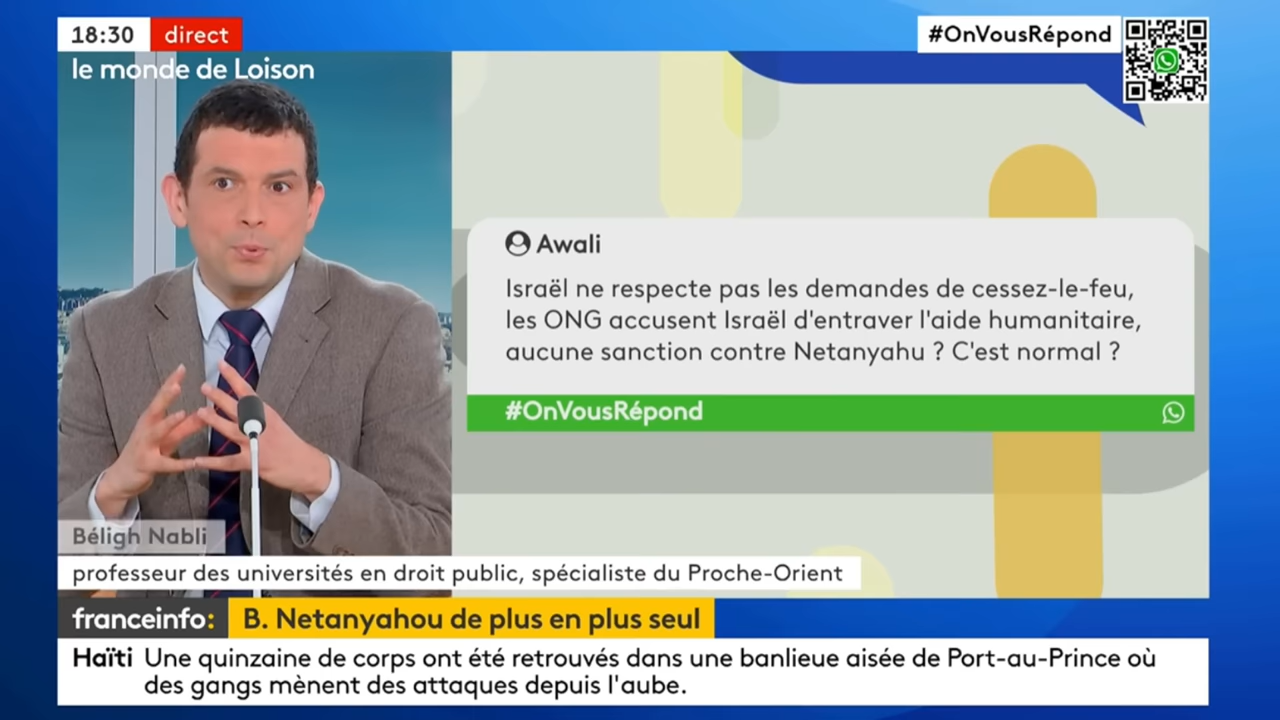 18:30 direct
#OnVousRépond
le monde de Loison
Awali
Israël ne respecte pas les demandes de cessez-le-feu,
les ONG accusent Israël d'entraver l'aide humanitaire,
aucune sanction contre Netanyahu ? C'est normal ?
#OnVousRépond
Béligh Nabli
professeur des universités en droit public, spécialiste du Proche-Orient
franceinfo: B. Netanyahou de plus en plus seul
Haïti Une quinzaine de corps ont été retrouvés dans une banlieue aisée de Port-au-Prince où
des gangs mènent des attaques depuis l'aube.